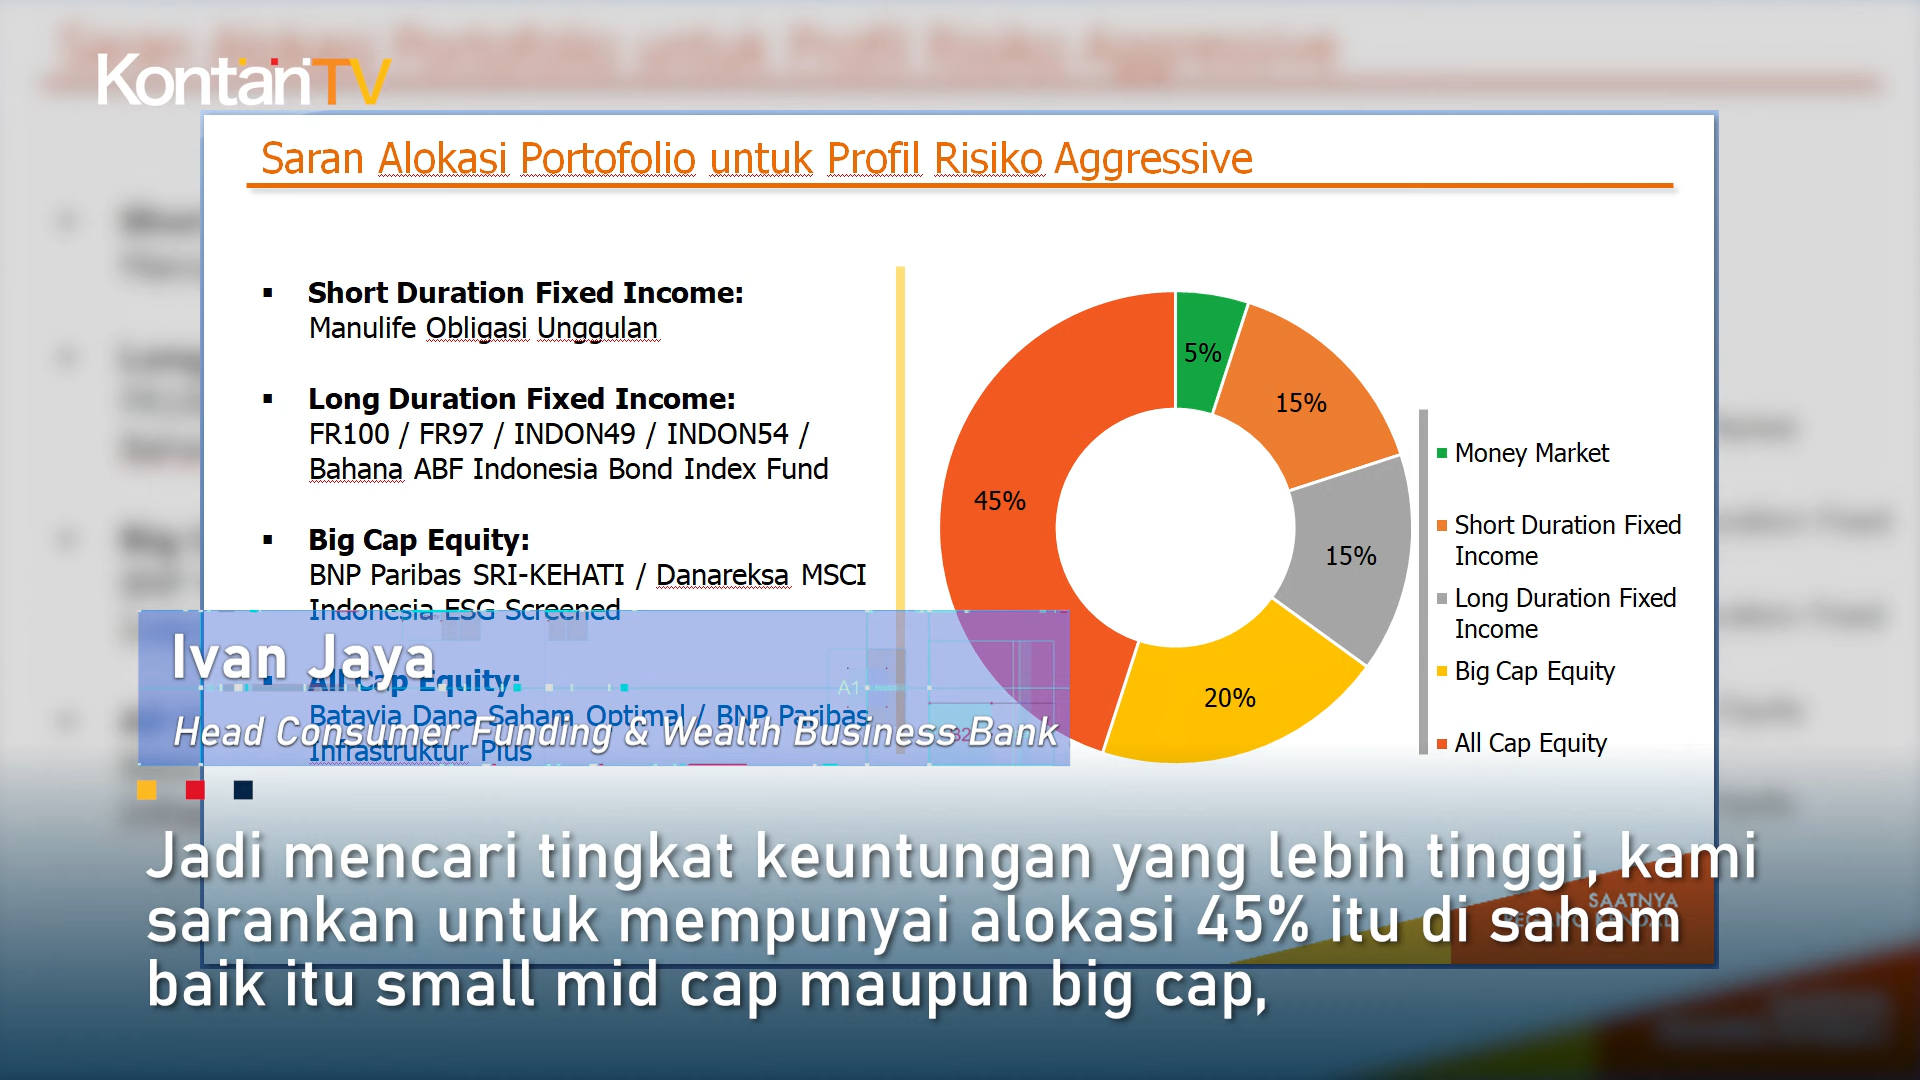 KontanTV
Saran Alokasi Portofolio untuk Profil Risiko Aggressive
Short Duration Fixed Income:
Manulife Obligasi Unggulan
Long Duration Fixed Income:
FR100 / FR97 / INDON49 / INDON54 /
Bahana ABF Indonesia Bond Index Fund
Big Cap Equity:
BNP Paribas SRI-KEHATI / Danareksa MSCI
Indonesia ESG Screened
All Cap Equity:
Batavia Dana Saham Optimal / BNP Paribas
Infrastruktur Plus
5%
15%
15%
20%
45%
Money Market
Short Duration Fixed
Income
Long Duration Fixed
Income
Big Cap Equity
All Cap Equity
Ivan Jaya
Head Consumer Funding & Wealth Business Bank
A1
SAATNYA
Jadi mencari tingkat keuntungan yang lebih tinggi, kami
sarankan untuk mempunyai alokasi 45% itu di saham
baik itu small mid cap maupun big cap,